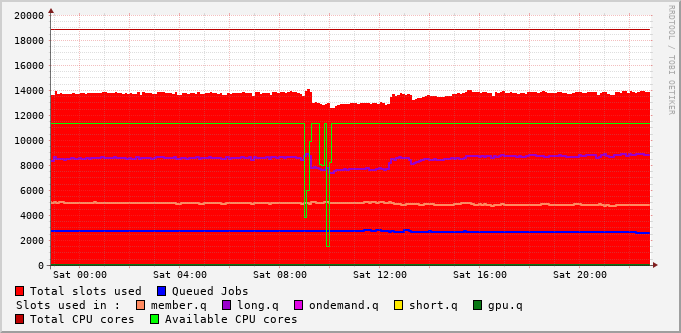 20000
18000
16000
14000
12000
10000
8000
6000
4000
2000
0
Sat 00:00 Sat 04:00 Sat 08:00 Sat 12:00 Sat 16:00 Sat 20:00
RRDTOOL / TOBI OETIKER
Total slots used Queued Jobs
Slots used in : member.q long.q ondemand.q short.q gpu.q
Total CPU cores Available CPU cores